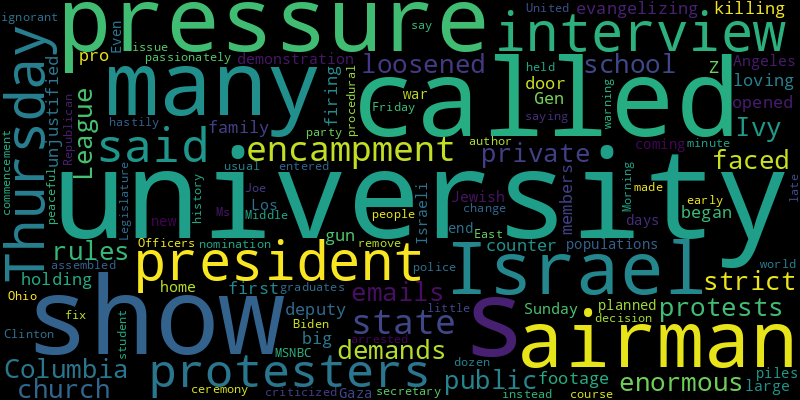 ignorant
pressure
United
evangelizing
killing
say
interview
Even
issue
pro
passionately
demonstration
Thursday
many
loosened
held
school
Angeles
Z
called
door
loving
Gen
war
firing
procedural
Friday
warning
opened
Republican
unjustified
League
hastily
family
party
saying
Ivy
said
encampment
author
private
coming
minute
faced
commencement
peaceful
Legislature
usual
entered
university
Morning
late
history
Joe
Los
Jewish
members
made
early
new
Ms
Middle
people
Israeli
change
days
began
gun
East
end
rules
Officers
nomination
remove
president
Israel
counter
populations
assembled
police
world
holding
home
first
graduates
emails
strict
Ohio
show
deputy
little
s
Sunday
planned
protests
fix
Biden
state
decision
airman
Clinton
student
big
arrested
MSNBC
demands
Columbia
protesters
dozen
public
footage
enormous
piles
large
church
ceremony
criticized
Gaza
secretary
instead
course